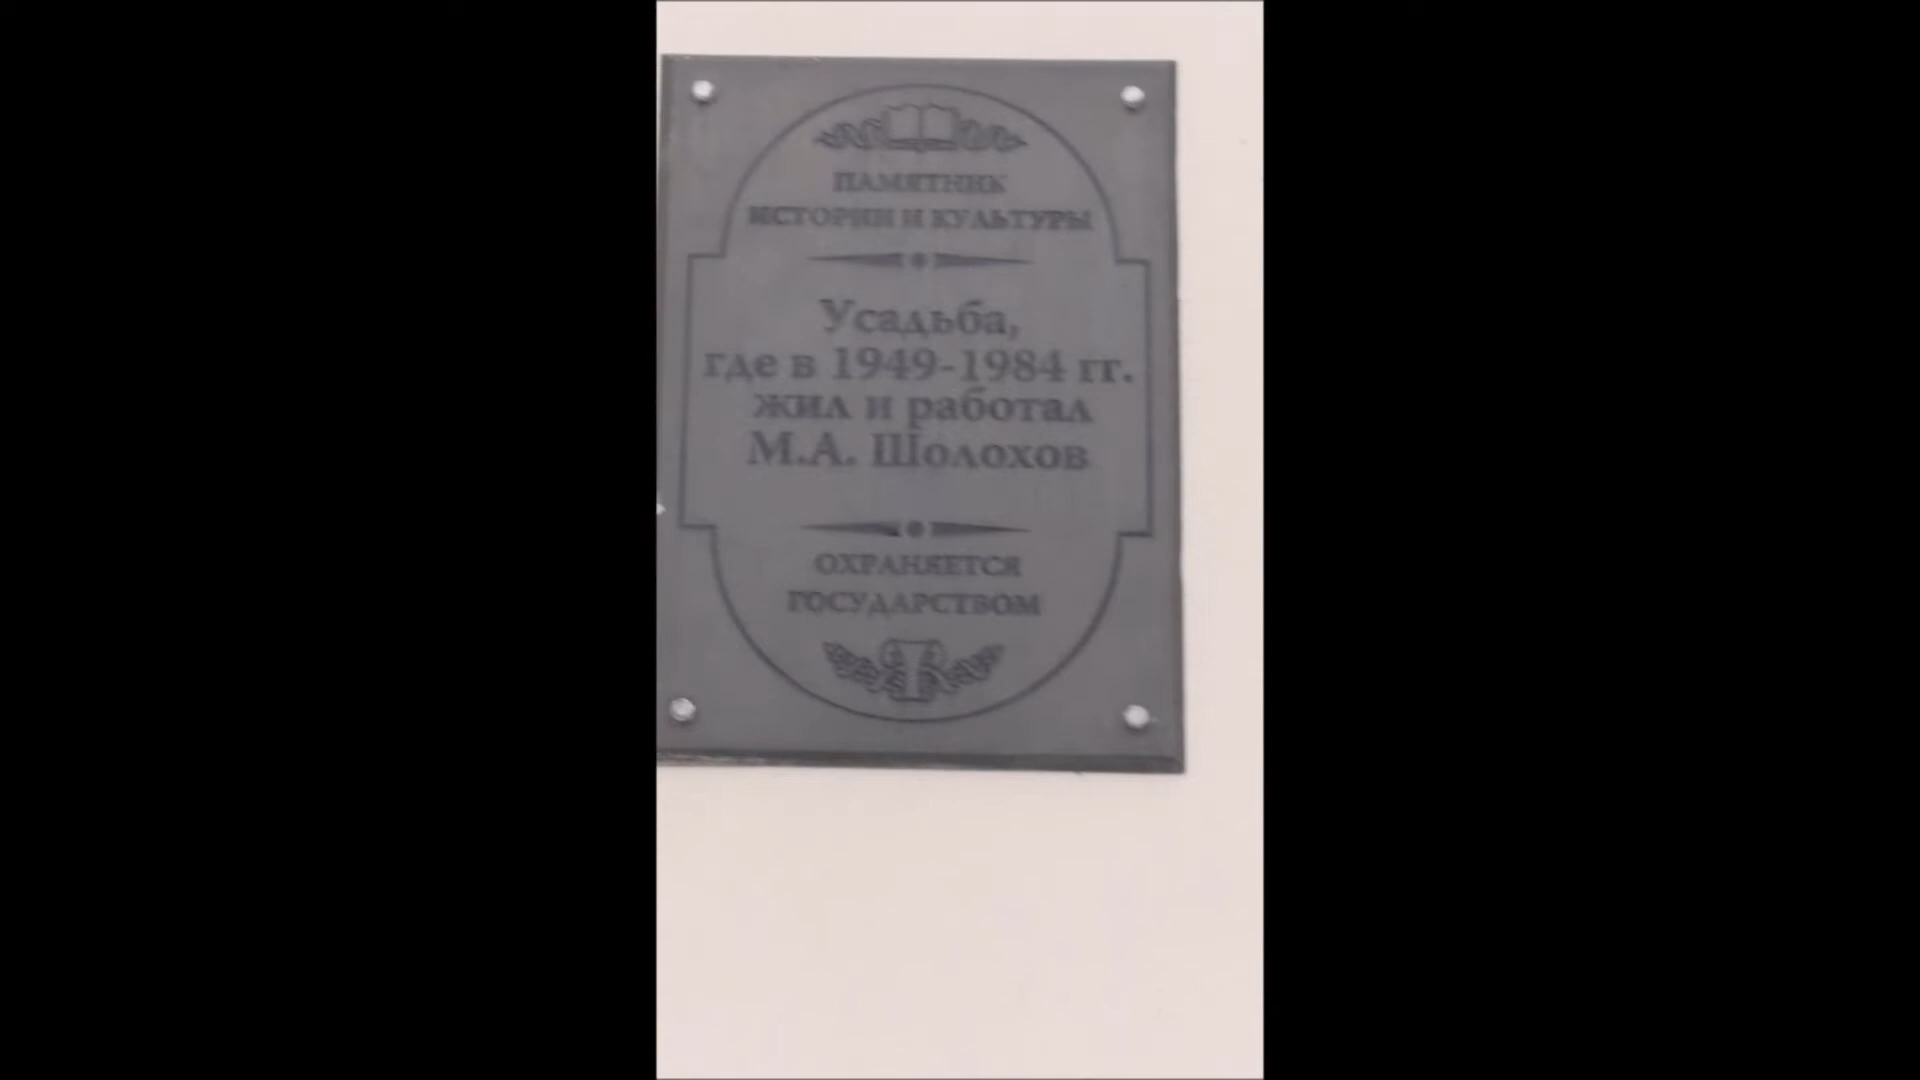 ПАМЯТНИК
ИСТОРИИ И КУЛЬТУРЫ
Усадьба,
где в 1949-1984 гг.
жил и работал
М.А. Шолохов
ОХРАНЯЕТСЯ
ГОСУДАРСТВОМ